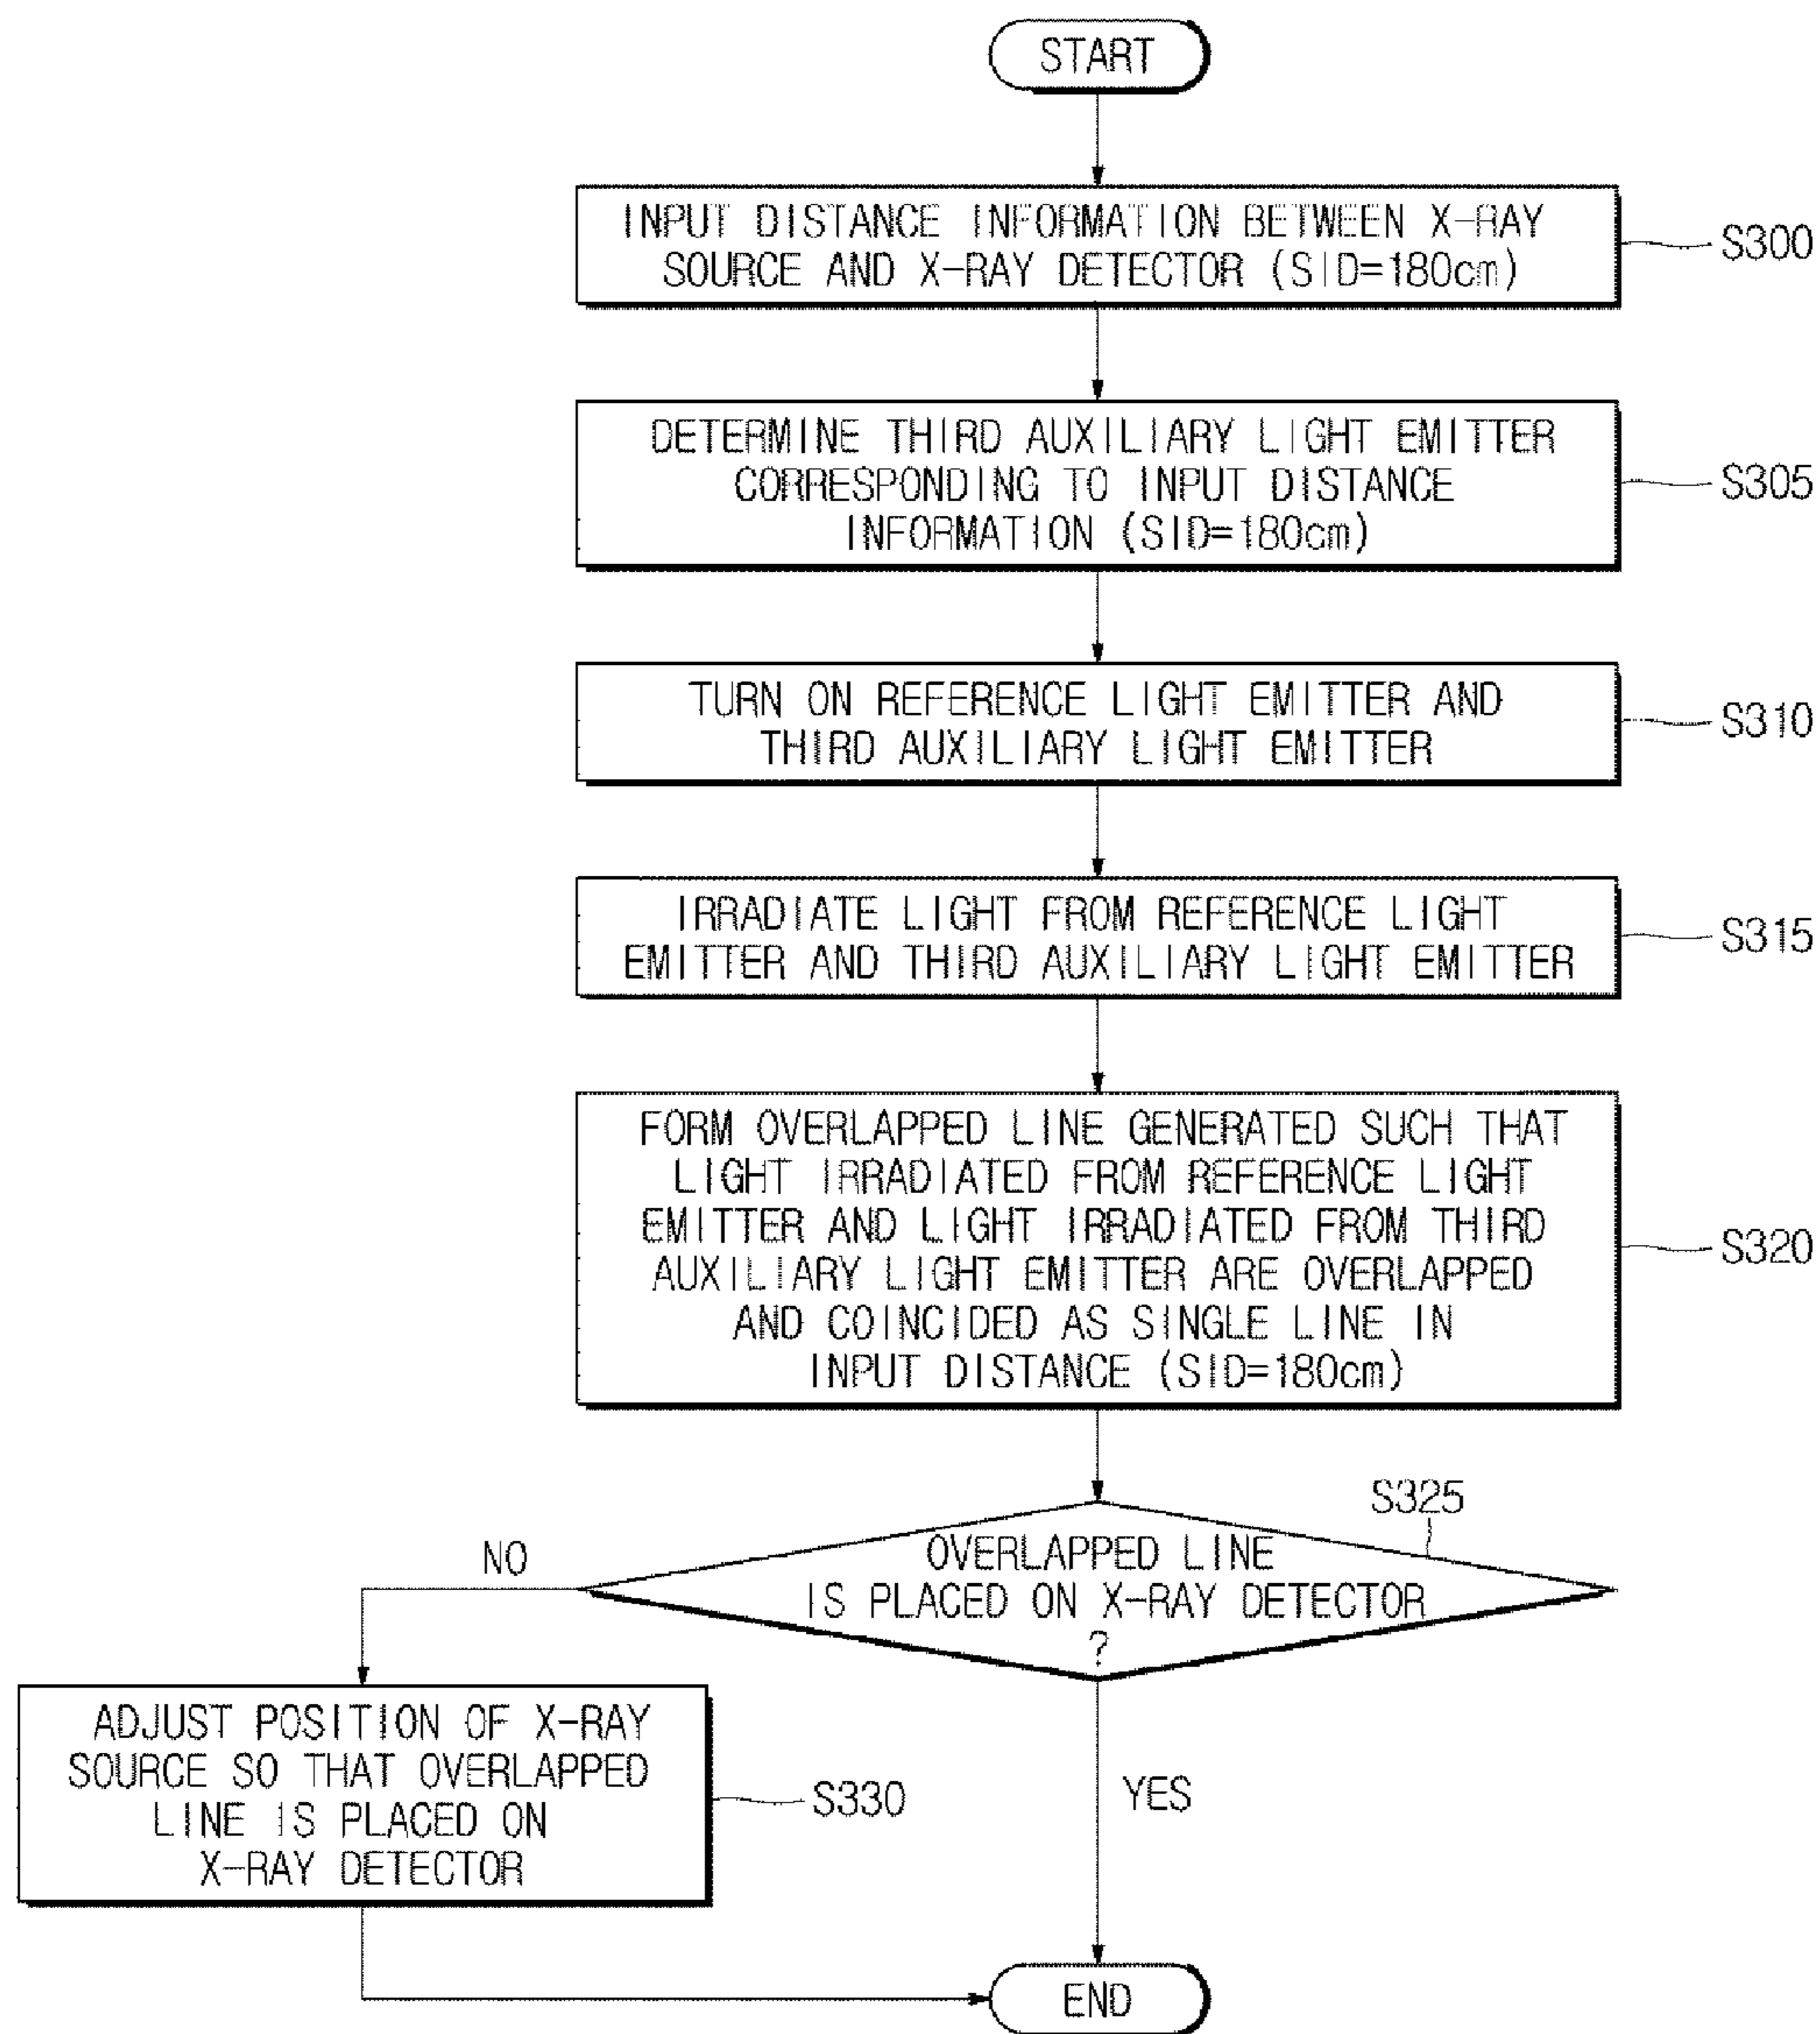 START
INPUT DISTANCE INFORMATION BETWEEN X-RAY
SOURCE AND X-RAY DETECTOR (SID=180cm)
S300
DETERMINE THIRD AUXILIARY LIGHT EMITTER
CORRESPONDING TO INPUT DISTANCE
INFORMATION (SID=180cm)
S305
TURN ON REFERENCE LIGHT EMITTER AND
THIRD AUXILIARY LIGHT EMITTER
S310
IRRADIATE LIGHT FROM REFERENCE LIGHT
EMITTER AND THIRD AUXILIARY LIGHT EMITTER
S315
FORM OVERLAPPED LINE GENERATED SUCH THAT
LIGHT IRRADIATED FROM REFERENCE LIGHT
EMITTER AND LIGHT IRRADIATED FROM THIRD
AUXILIARY LIGHT EMITTER ARE OVERLAPPED
AND COINCIDED AS SINGLE LINE IN
INPUT DISTANCE (SID=180cm)
S320
S325
OVERLAPPED LINE
IS PLACED ON X-RAY DETECTOR
?
NO
ADJUST POSITION OF X-RAY
SOURCE SO THAT OVERLAPPED
LINE IS PLACED ON
X-RAY DETECTOR
S330
YES
END